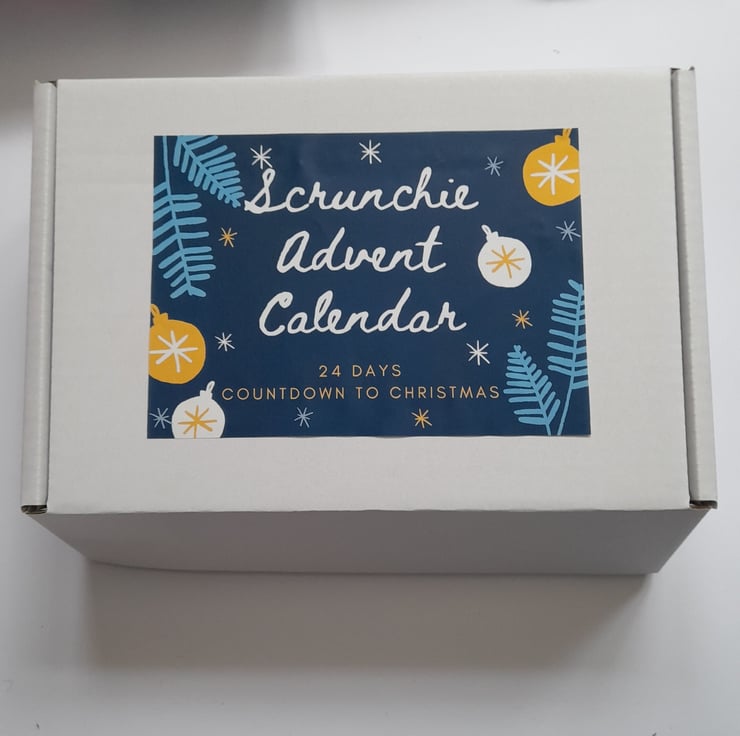 Scrunchie
Advent
Calendar
24 DAYS
COUNTDOWN TO CHRISTMAS